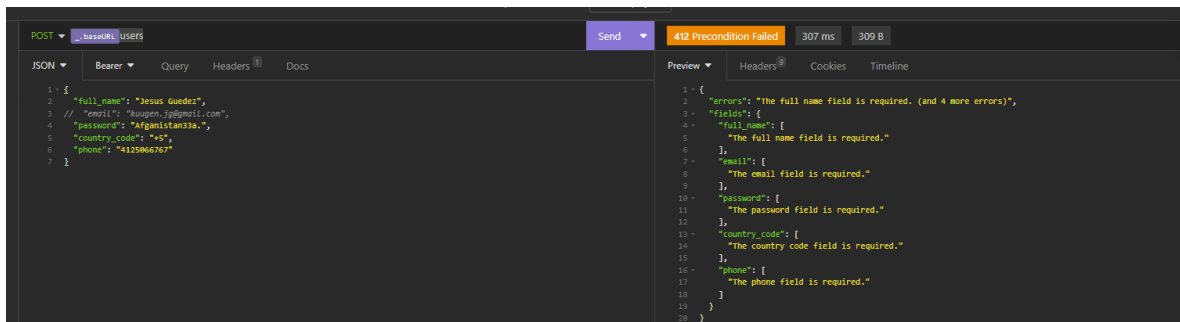 POST _.baseURL users Send
JSON Bearer Query Headers 1 Docs
1 {
2 "full_name": "Jesus Guedez",
3 // "email": "kuugen.jg@gmail.com",
4 "password": "Afganistan33a.",
5 "country_code": "+5",
6 "phone": "4125066767"
7 }
412 Precondition Failed 307 ms 309 B
Preview Headers 9 Cookies Timeline
1 {
2 "errors": "The full name field is required. (and 4 more errors)",
3 "fields": {
4 "full_name": [
5 "The full name field is required."
6 ],
7 "email": [
8 "The email field is required."
9 ],
10 "password": [
11 "The password field is required."
12 ],
13 "country_code": [
14 "The country code field is required."
15 ],
16 "phone": [
17 "The phone field is required."
18 ]
19 }
20 }